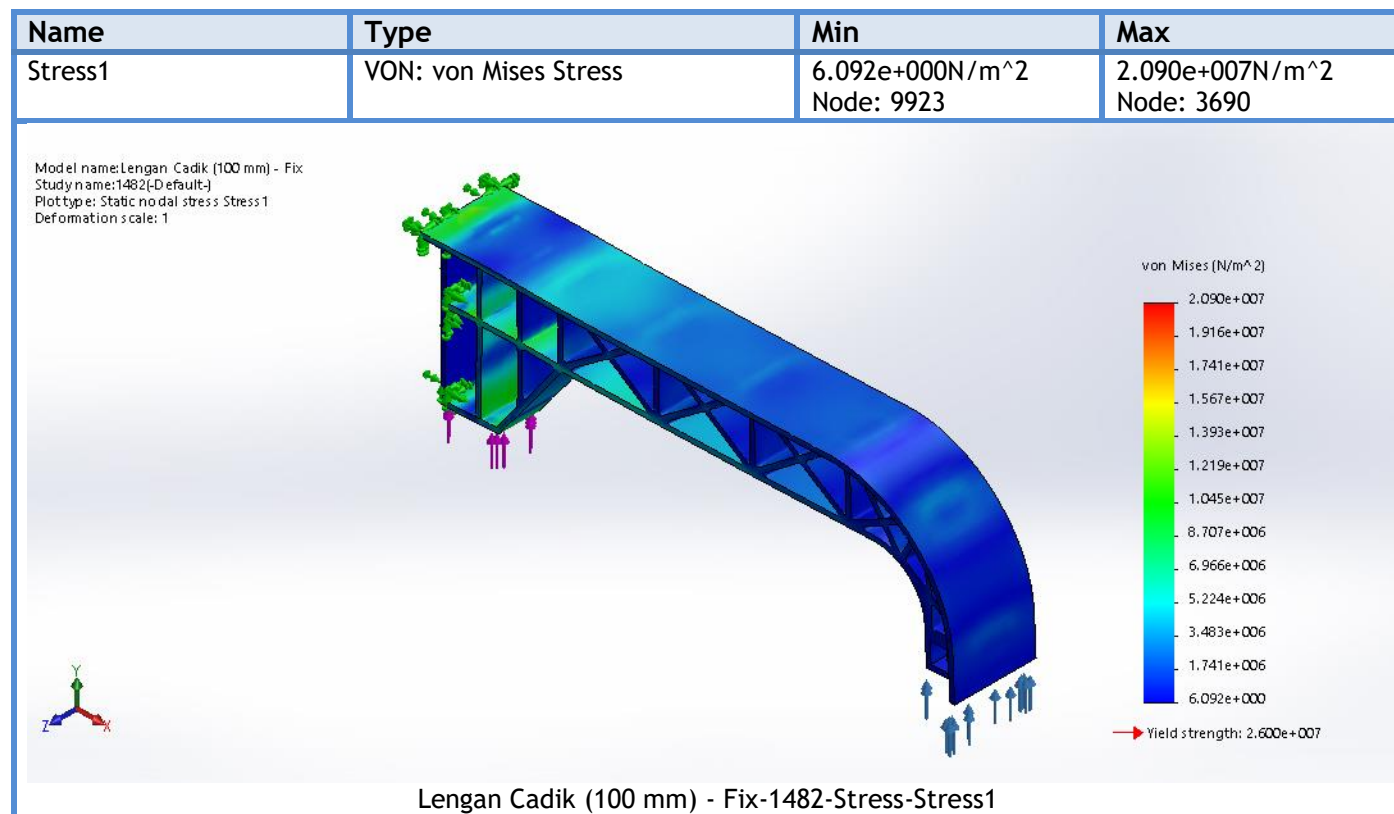 Name Type Min Max
Stress1 VON: von Mises Stress 6.092e+000N/m^2 2.090e+007N/m^2
Node: 9923 Node: 3690
Model name:Lengan Cadik (100 mm) - Fix
Study name:1482(-Default-)
Plot type: Static nodal stress Stress1
Deformation scale: 1
von Mises (N/m^2)
2.090e+007
1.916e+007
1.741e+007
1.567e+007
1.393e+007
1.219e+007
1.045e+007
8.707e+006
6.966e+006
5.224e+006
3.483e+006
1.741e+006
6.092e+000
Yield strength: 2.600e+007
Y
Z X
Lengan Cadik (100 mm) - Fix-1482-Stress-Stress1